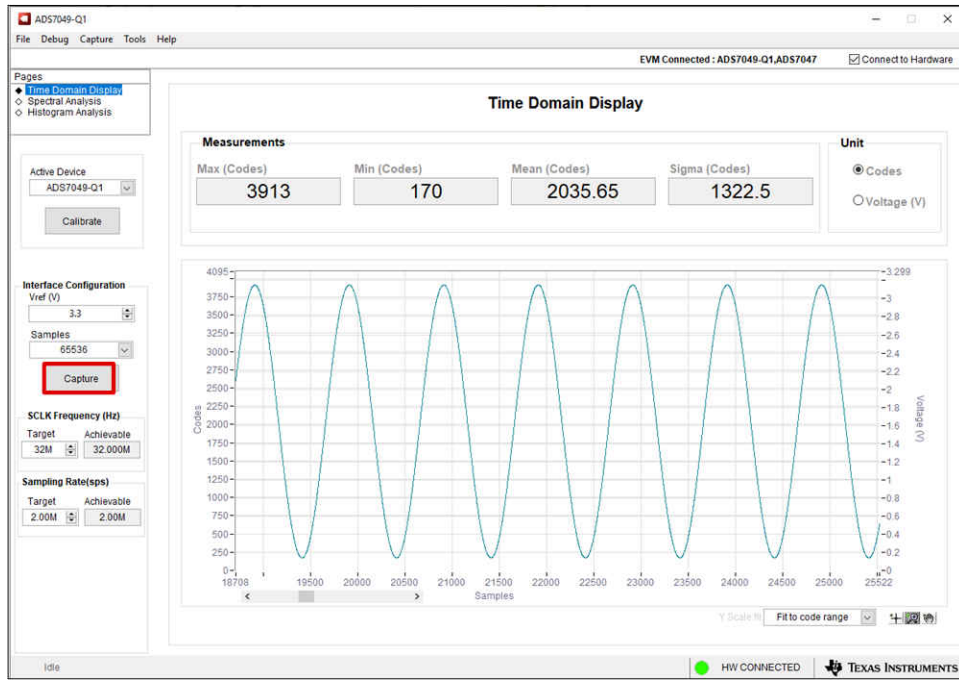 ADS7049-Q1
File Debug Capture Tools Help
EVM Connected : ADS7049-Q1,ADS7047 Connect to Hardware
Pages
Time Domain Display
Spectral Analysis
Histogram Analysis
Time Domain Display
Measurements
Max (Codes) Min (Codes) Mean (Codes) Sigma (Codes)
3913 170 2035.65 1322.5
Unit
Codes
Voltage (V)
Active Device
ADS7049-Q1
Calibrate
Interface Configuration
Vref (V)
3.3
Samples
65536
Capture
SCLK Frequency (Hz)
Target Achievable
32M 32.000M
Sampling Rate(sps)
Target Achievable
2.00M 2.00M
Codes
4095
3750
3500
3250
3000
2750
2500
2250
2000
1750
1500
1250
1000
750
500
250
0
3.299
3
2.8
2.6
2.4
2.2
2
1.8
1.6
1.4
1.2
1
0.8
0.6
0.4
0.2
0
Voltage (V)
18708 19500 20000 20500 21000 21500 22000 22500 23000 23500 24000 24500 25000 25522
Samples
Y Scale Fit to code range
Idle HW CONNECTED TEXAS INSTRUMENTS